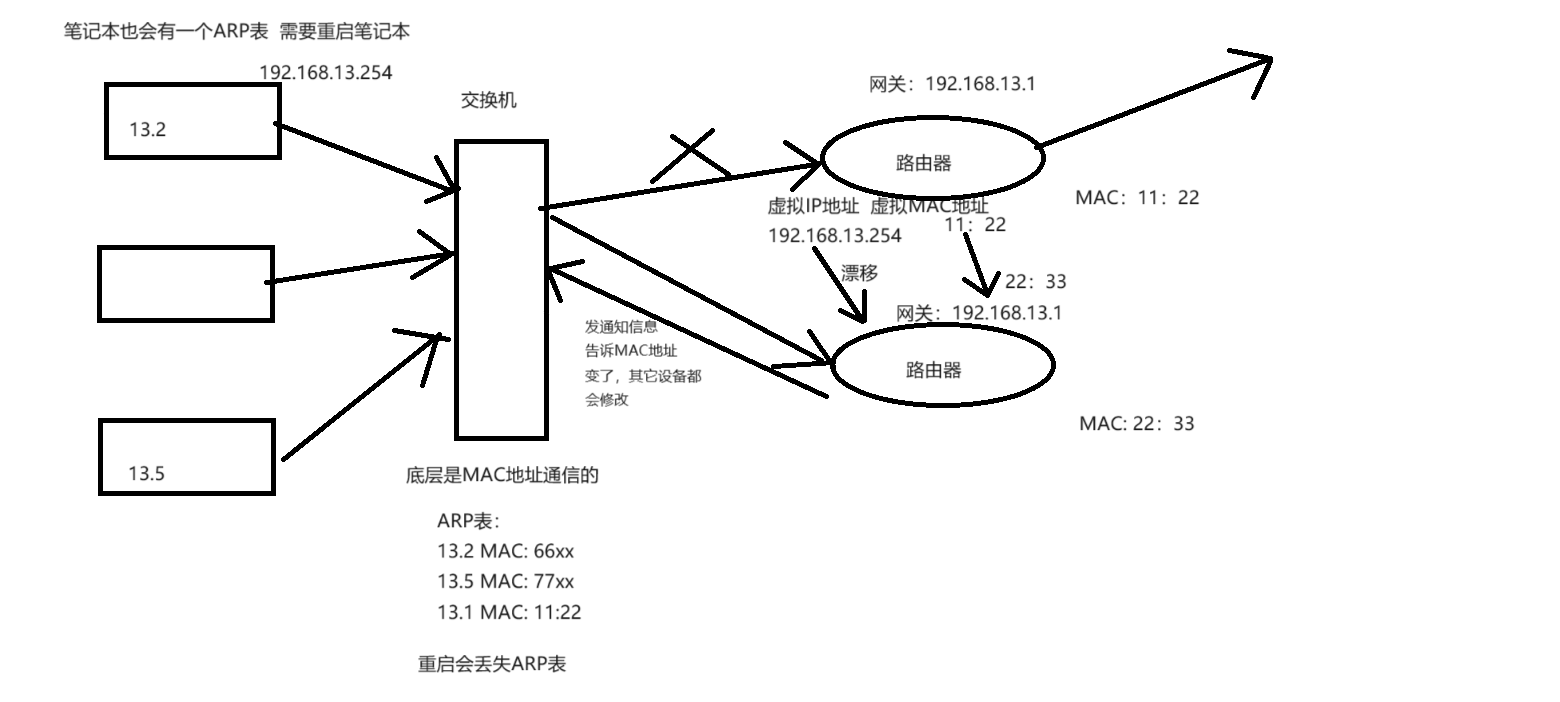 笔记本也会有一个ARP表 需要重启笔记本
192.168.13.254
13.2
交换机
网关：192.168.13.1
路由器
MAC：11：22
虚拟IP地址 虚拟MAC地址
192.168.13.254
11：22
漂移
22：33
网关：192.168.13.1
路由器
MAC: 22：33
发通知信息
告诉MAC地址
变了，其它设备都
会修改
13.5
底层是MAC地址通信的
ARP表：
13.2 MAC: 66xx
13.5 MAC: 77xx
13.1 MAC: 11:22
重启会丢失ARP表